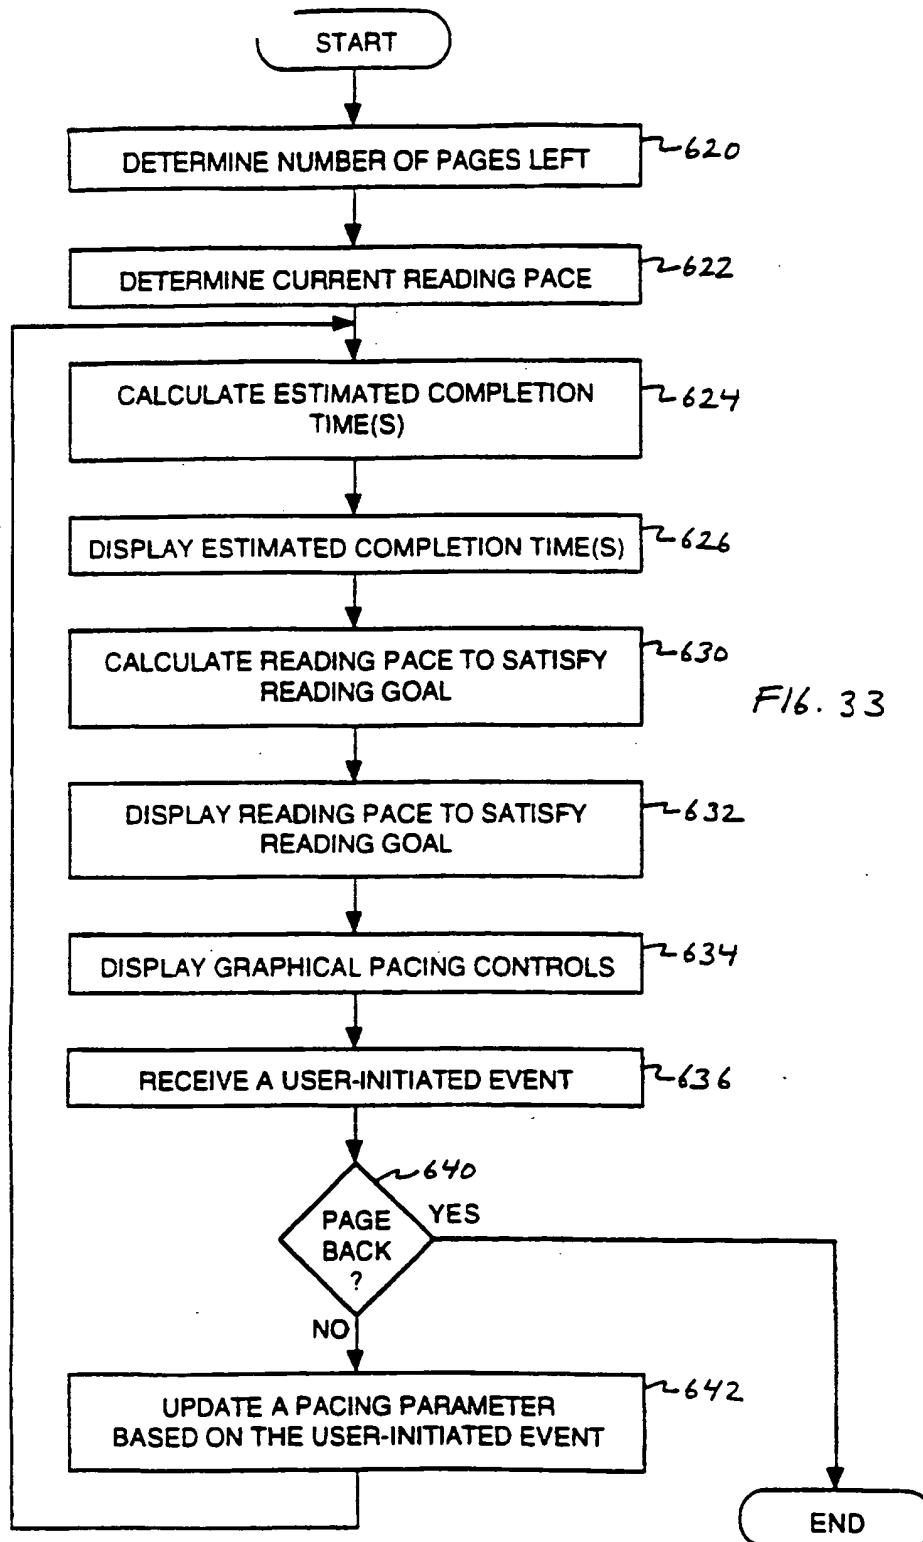 START
DETERMINE NUMBER OF PAGES LEFT
620
DETERMINE CURRENT READING PACE
622
CALCULATE ESTIMATED COMPLETION
TIME(S)
624
DISPLAY ESTIMATED COMPLETION TIME(S)
626
CALCULATE READING PACE TO SATISFY
READING GOAL
630
FIG. 33
DISPLAY READING PACE TO SATISFY
READING GOAL
632
DISPLAY GRAPHICAL PACING CONTROLS
634
RECEIVE A USER-INITIATED EVENT
636
640
PAGE
BACK
?
YES
NO
UPDATE A PACING PARAMETER
BASED ON THE USER-INITIATED EVENT
642
END